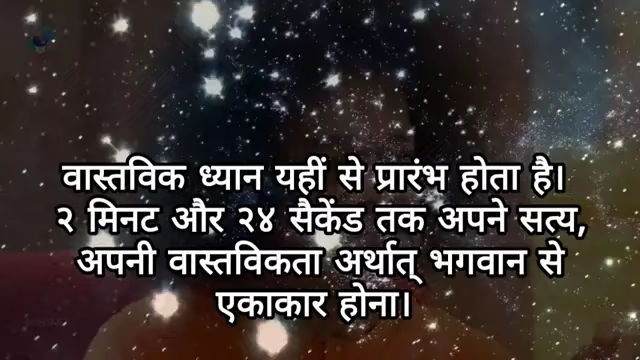 वास्तविक ध्यान यहीं से प्रारंभ होता है।
२ मिनट और २४ सैकेंड तक अपने सत्य,
अपनी वास्तविकता अर्थात् भगवान से
एकाकार होना।